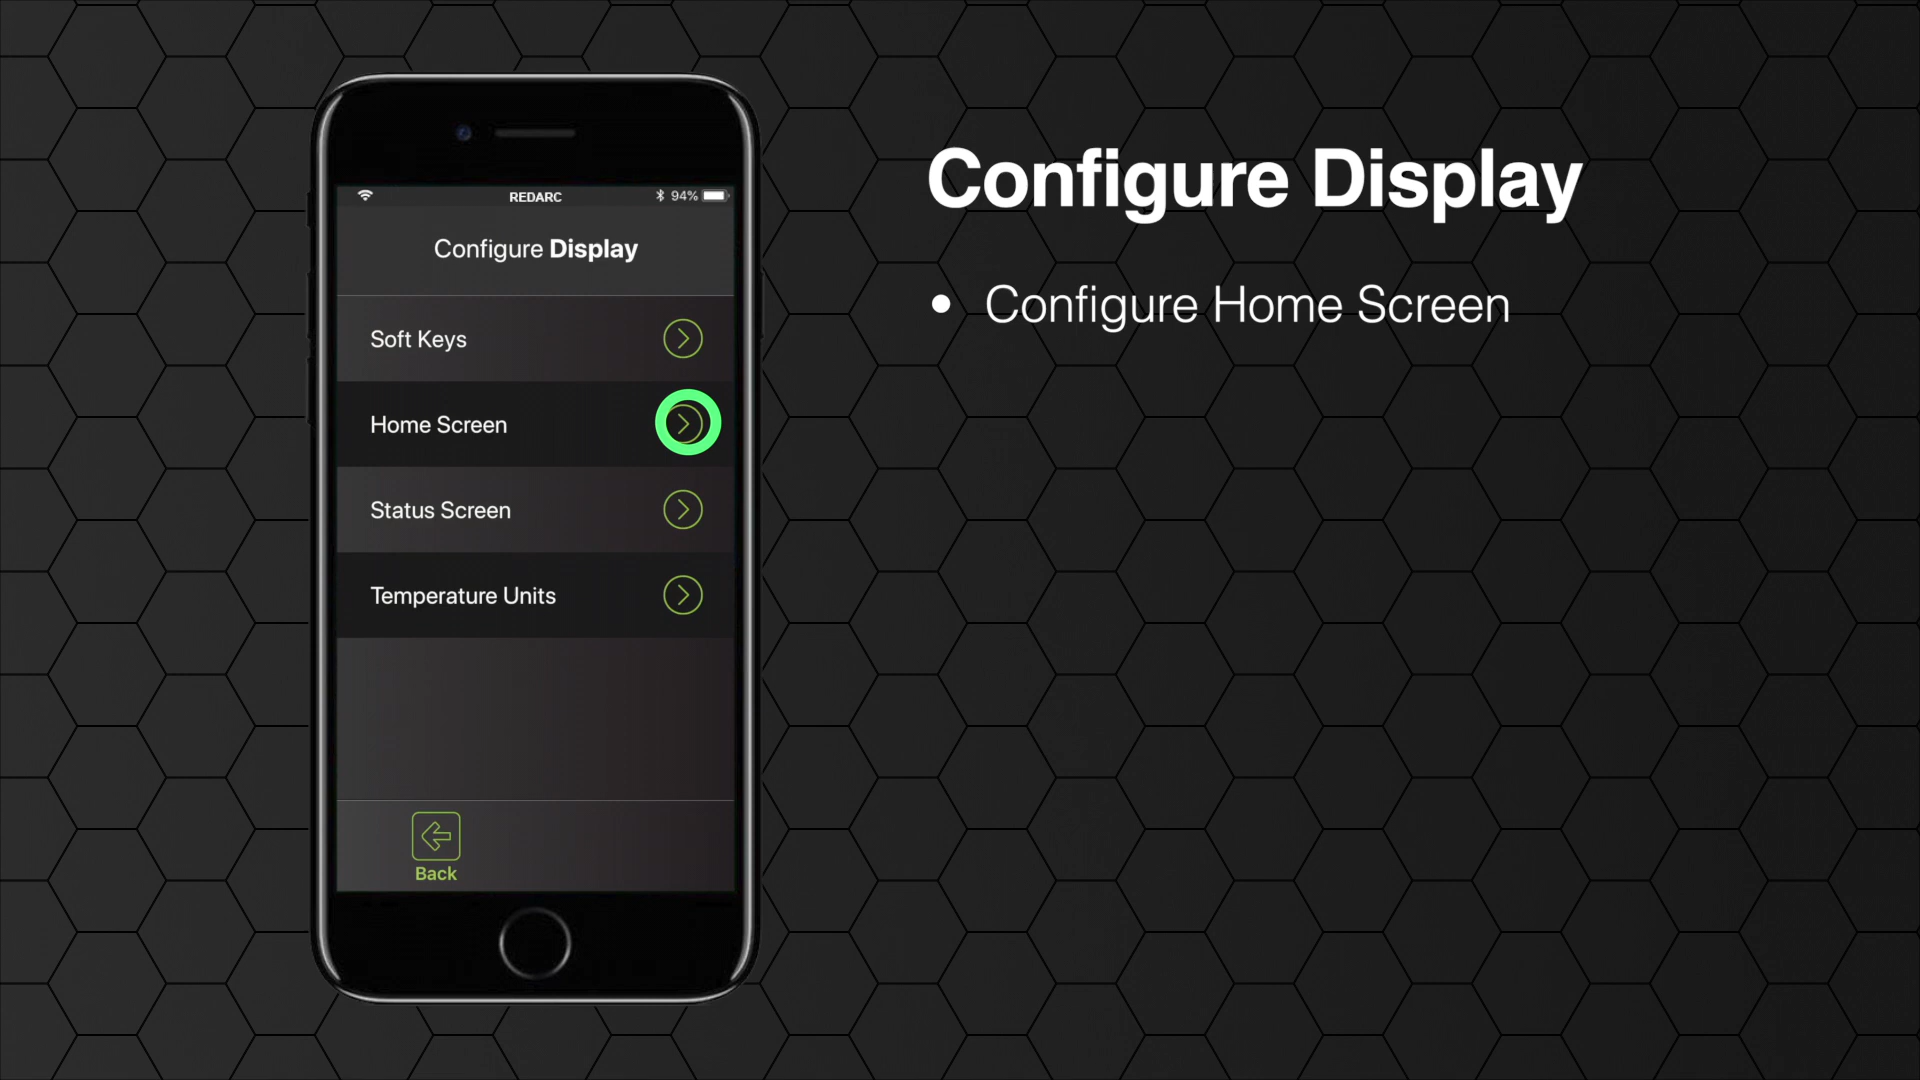 REDARC
94%
Configure Display
Soft Keys
Home Screen
Status Screen
Temperature Units
Back
Configure Display
• Configure Home Screen